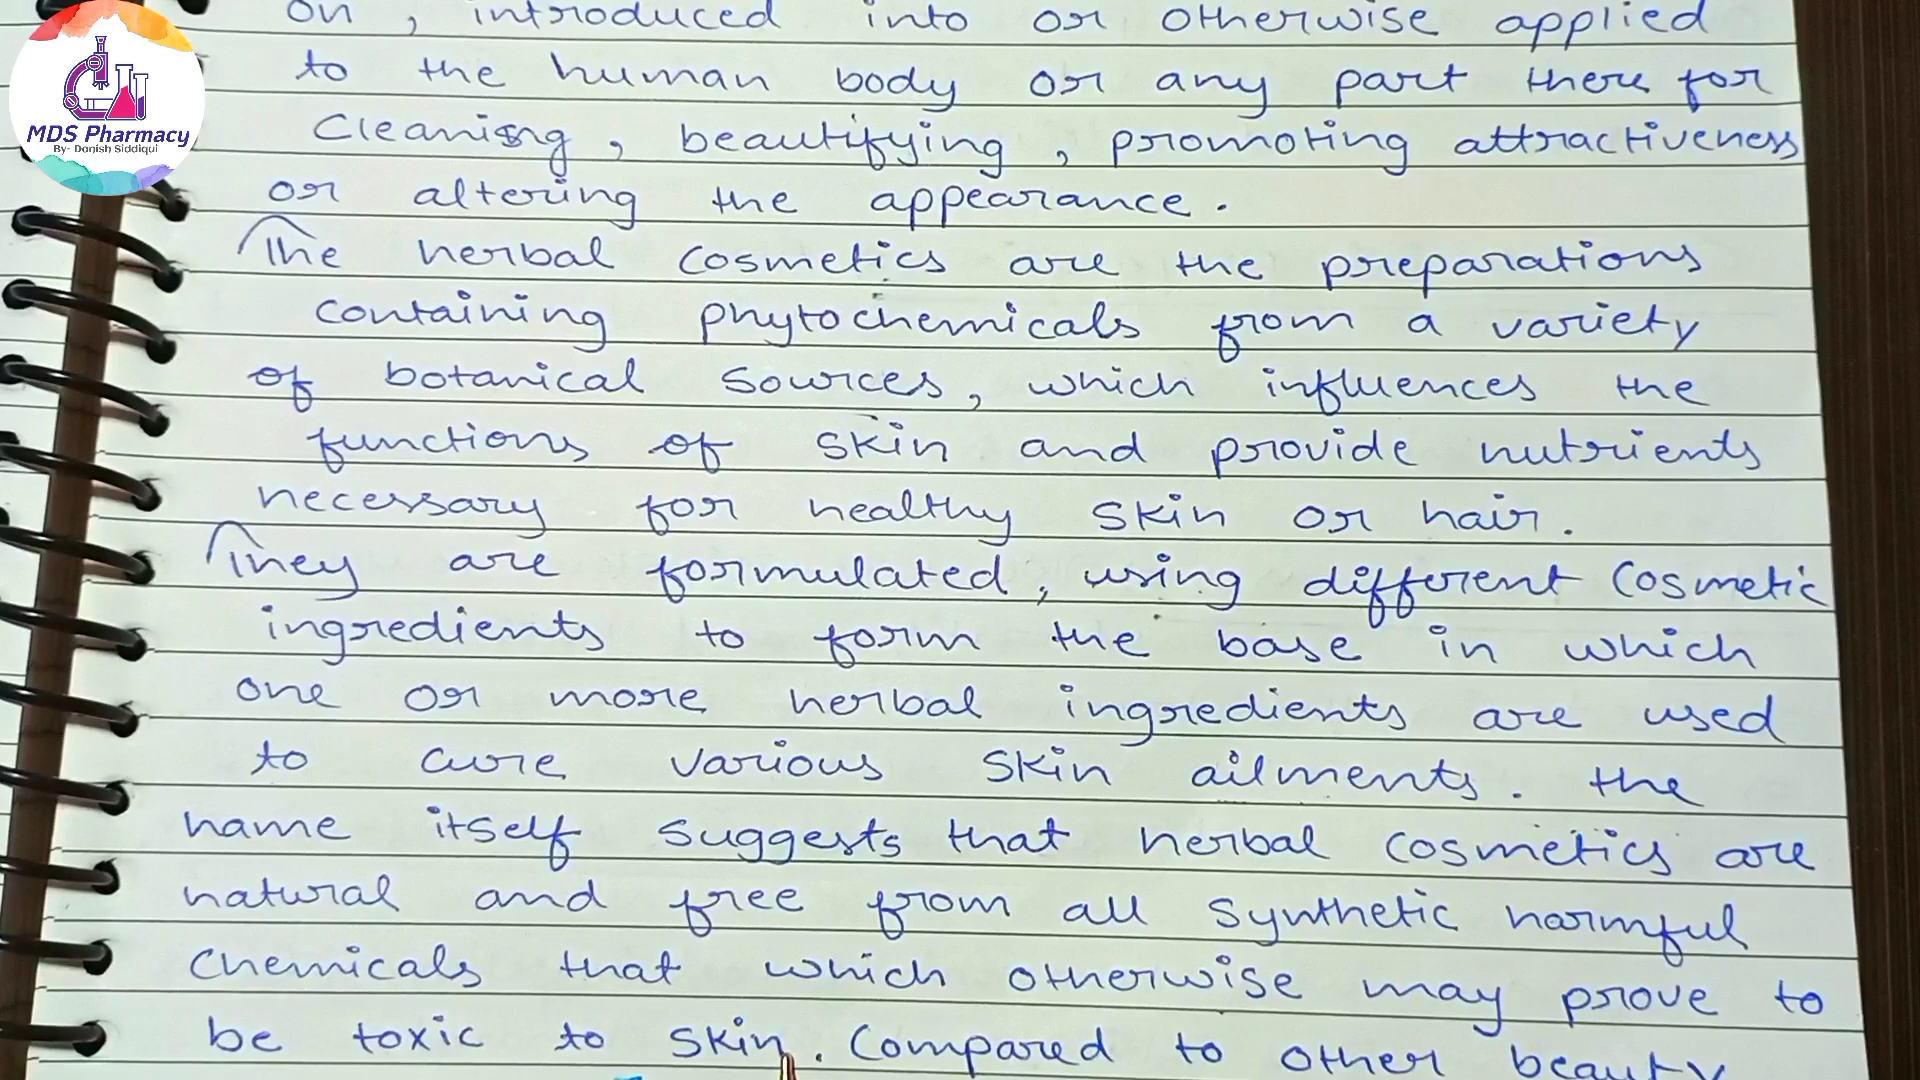 MDS Pharmacy
By- Danish Siddiqui
on , introduced into or otherwise applied
to the human body or any part there for
Cleanisng , beautifying , promoting attractiveness
or altering the appearance .
The herbal cosmetics are the preparations
containing phytochemicals from a variety
of botanical sources, which influences the
functions of skin and provide nutrients
necessary for healthy skin or hair.
They are formulated, using different Cosmetic
ingredients to form the base in which
one or more herbal ingredients are used
to cure various skin ailments. the
name itself suggests that herbal cosmetics are
natural and free from all synthetic harmful
Chemicals that which otherwise may prove to
be toxic to skin. Compared to other beauty